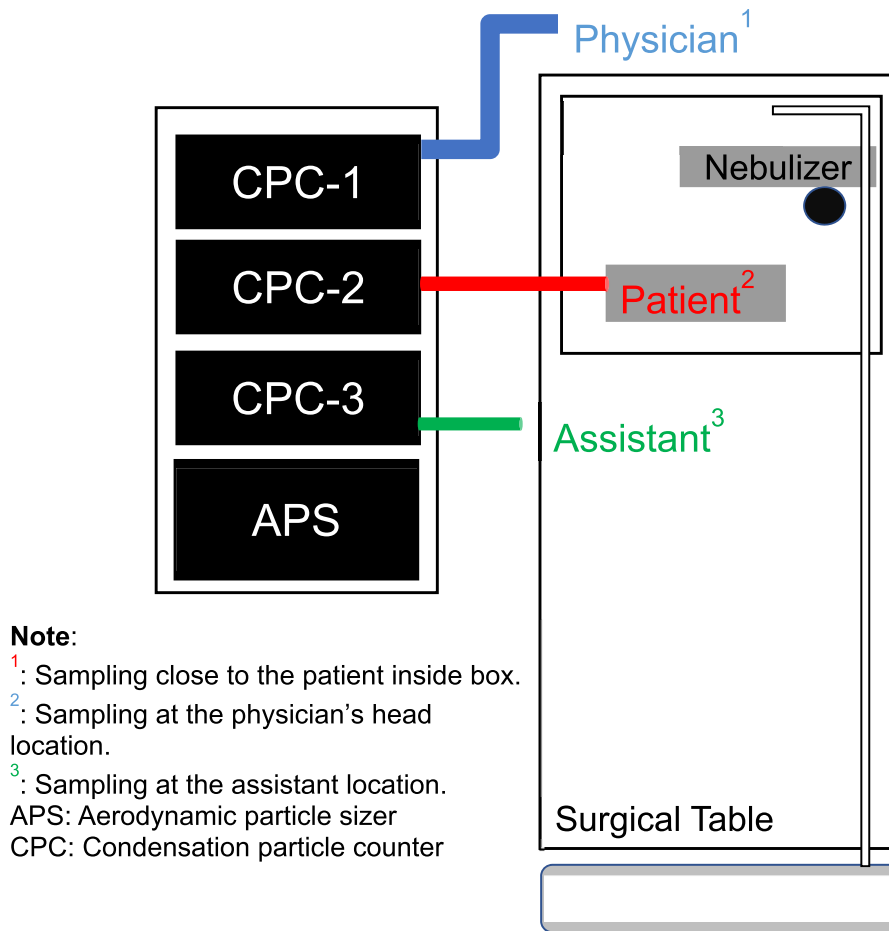 Physician1
CPC-1
Nebulizer
CPC-2
Patient2
CPC-3
Assistant3
APS
Note:
1: Sampling close to the patient inside box.
2: Sampling at the physician’s head
location.
3: Sampling at the assistant location.
APS: Aerodynamic particle sizer
CPC: Condensation particle counter
Surgical Table